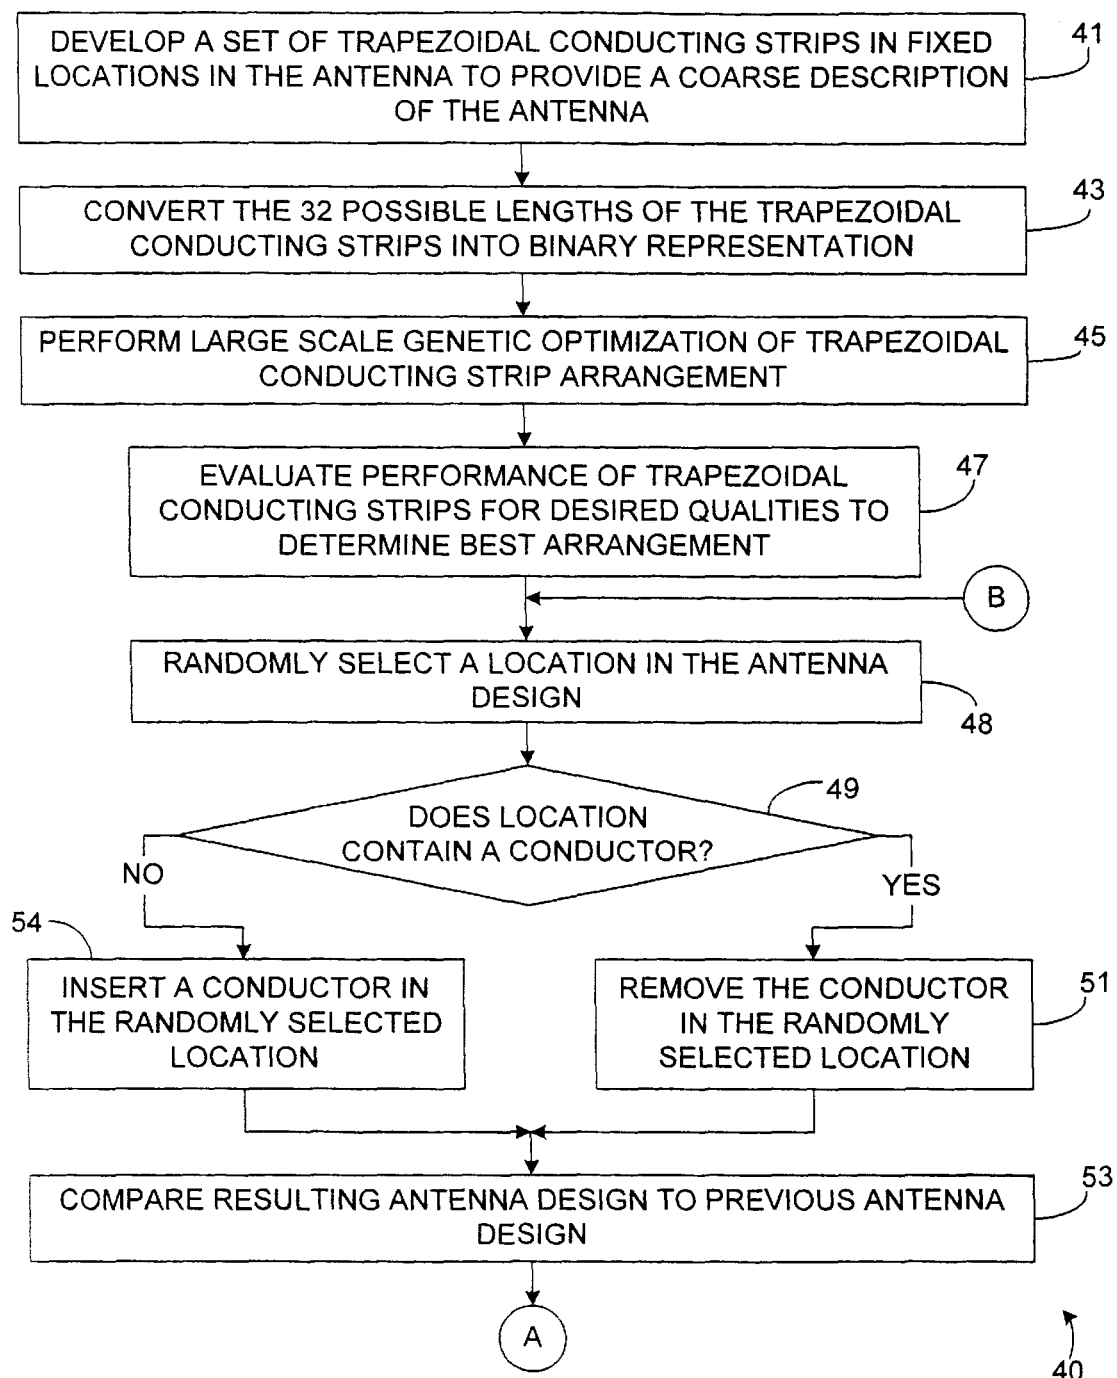 DEVELOP A SET OF TRAPEZOIDAL CONDUCTING STRIPS IN FIXED
LOCATIONS IN THE ANTENNA TO PROVIDE A COARSE DESCRIPTION
OF THE ANTENNA
41
CONVERT THE 32 POSSIBLE LENGTHS OF THE TRAPEZOIDAL
CONDUCTING STRIPS INTO BINARY REPRESENTATION
43
PERFORM LARGE SCALE GENETIC OPTIMIZATION OF TRAPEZOIDAL
CONDUCTING STRIP ARRANGEMENT
45
EVALUATE PERFORMANCE OF TRAPEZOIDAL
CONDUCTING STRIPS FOR DESIRED QUALITIES TO
DETERMINE BEST ARRANGEMENT
47
B
RANDOMLY SELECT A LOCATION IN THE ANTENNA
DESIGN
48
DOES LOCATION
CONTAIN A CONDUCTOR?
49
NO
YES
54
INSERT A CONDUCTOR IN
THE RANDOMLY SELECTED
LOCATION
REMOVE THE CONDUCTOR
IN THE RANDOMLY
SELECTED LOCATION
51
COMPARE RESULTING ANTENNA DESIGN TO PREVIOUS ANTENNA
DESIGN
53
A
40